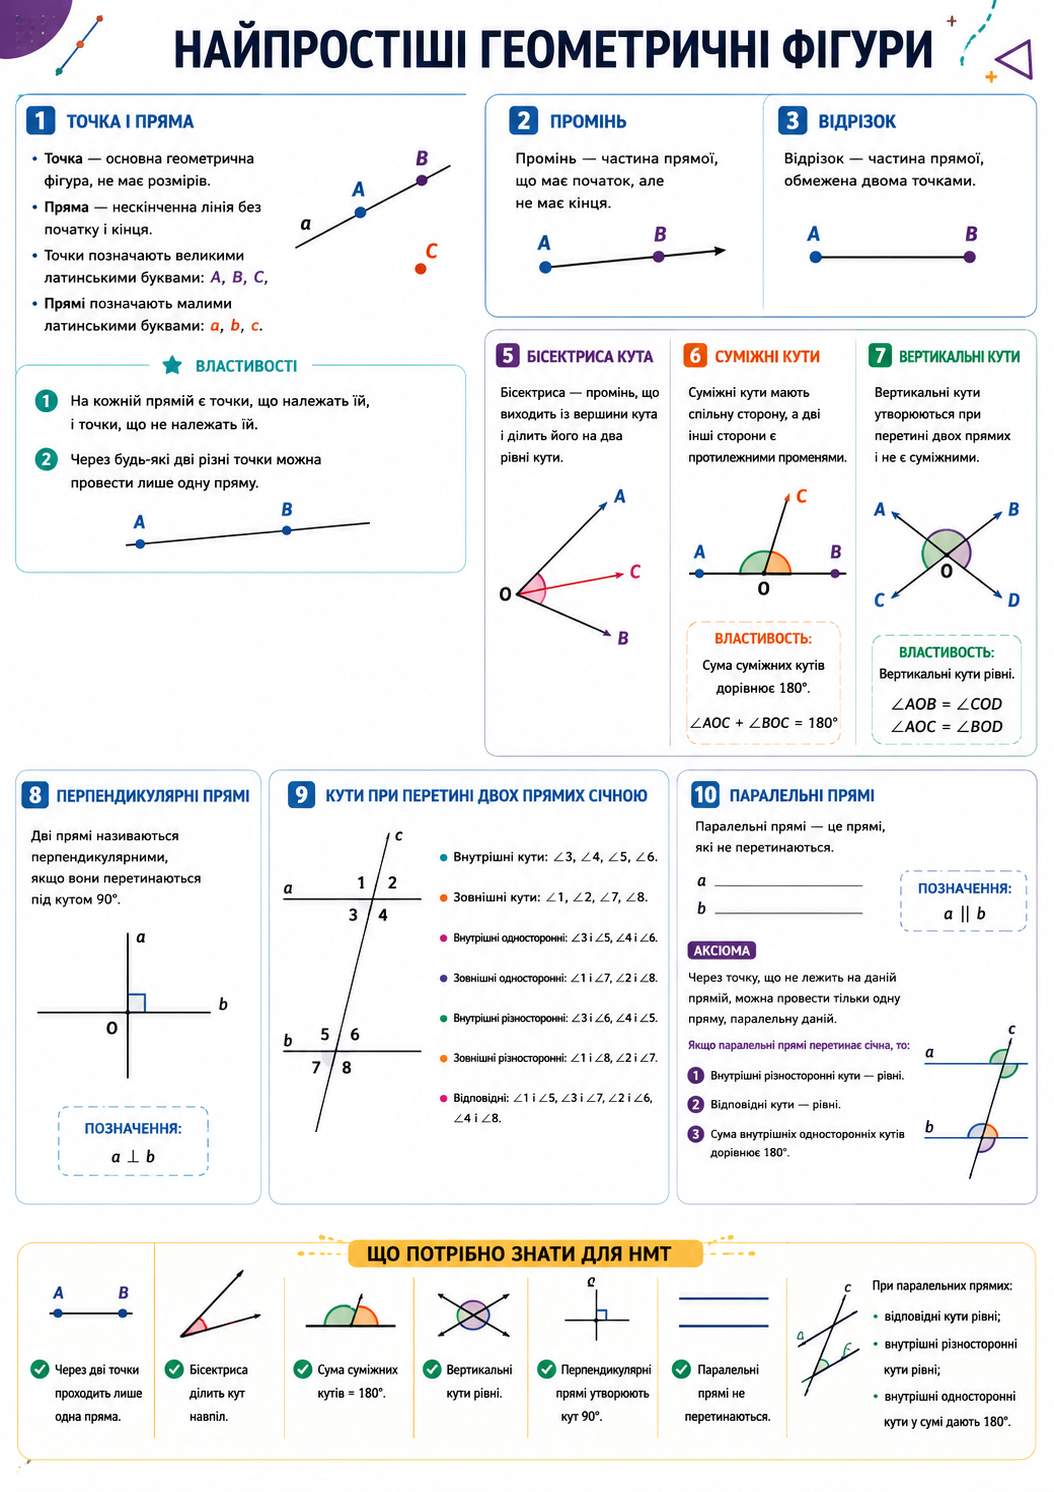 НАЙПРОСТІШІ ГЕОМЕТРИЧНІ ФІГУРИ
1 ТОЧКА І ПРЯМА
• Точка — основна геометрична
фігура, не має розмірів.
• Пряма — нескінченна лінія без
початку і кінця.
• Точки позначають великими
латинськими буквами: A, B, C,
• Прямі позначають малими
латинськими буквами: a, b, c.
a
A
B
C
ВЛАСТИВОСТІ
1 На кожній прямій є точки, що належать їй,
і точки, що не належать їй.
2 Через будь-які дві різні точки можна
провести лише одну пряму.
A B
2 ПРОМІНЬ
Промінь — частина прямої,
що має початок, але
не має кінця.
A B
3 ВІДРІЗОК
Відрізок — частина прямої,
обмежена двома точками.
A B
5 БІСЕКТРИСА КУТА
Бісектриса — промінь, що
виходить із вершини кута
і ділить його на два
рівні кути.
A
C
O
B
6 СУМІЖНІ КУТИ
Суміжні кути мають
спільну сторону, а дві
інші сторони є
протилежними променями.
C
A B
O
ВЛАСТИВОСТЬ:
Сума суміжних кутів
дорівнює 180°.
∠AOC + ∠BOC = 180°
7 ВЕРТИКАЛЬНІ КУТИ
Вертикальні кути
утворюються при
перетині двох прямих
і не є суміжними.
A B
O
C D
ВЛАСТИВОСТЬ:
Вертикальні кути рівні.
∠AOB = ∠COD
∠AOC = ∠BOD
8 ПЕРПЕНДИКУЛЯРНІ ПРЯМІ
Дві прямі називаються
перпендикулярними,
якщо вони перетинаються
під кутом 90°.
a
b
O
ПОЗНАЧЕННЯ:
a ⊥ b
9 КУТИ ПРИ ПЕРЕТИНІ ДВОХ ПРЯМИХ СІЧНОЮ
c
a 1 2
3 4
b 5 6
7 8
• Внутрішні кути: ∠3, ∠4, ∠5, ∠6.
• Зовнішні кути: ∠1, ∠2, ∠7, ∠8.
• Внутрішні односторонні: ∠3 і ∠5, ∠4 і ∠6.
• Зовнішні односторонні: ∠1 і ∠7, ∠2 і ∠8.
• Внутрішні різносторонні: ∠3 і ∠6, ∠4 і ∠5.
• Зовнішні різносторонні: ∠1 і ∠8, ∠2 і ∠7.
• Відповідні: ∠1 і ∠5, ∠3 і ∠7, ∠2 і ∠6,
∠4 і ∠8.
10 ПАРАЛЕЛЬНІ ПРЯМІ
Паралельні прямі — це прямі,
які не перетинаються.
a
b
ПОЗНАЧЕННЯ:
a || b
АКСІОМА
Через точку, що не лежить на даній
прямій, можна провести тільки одну
пряму, паралельну даній.
Якщо паралельні прямі перетинає січна, то:
1 Внутрішні різносторонні кути — рівні.
2 Відповідні кути — рівні.
3 Сума внутрішніх односторонніх кутів
дорівнює 180°.
c
a
b
ЩО ПОТРІБНО ЗНАТИ ДЛЯ НМТ
A B
Через дві точки
проходить лише
одна пряма.
Бісектриса
ділить кут
навпіл.
Сума суміжних
кутів = 180°.
Вертикальні
кути рівні.
Перпендикулярні
прямі утворюють
кут 90°.
Паралельні
прямі не
перетинаються.
c
При паралельних прямих:
• відповідні кути рівні;
• внутрішні різносторонні
кути рівні;
• внутрішні односторонні
кути у сумі дають 180°.